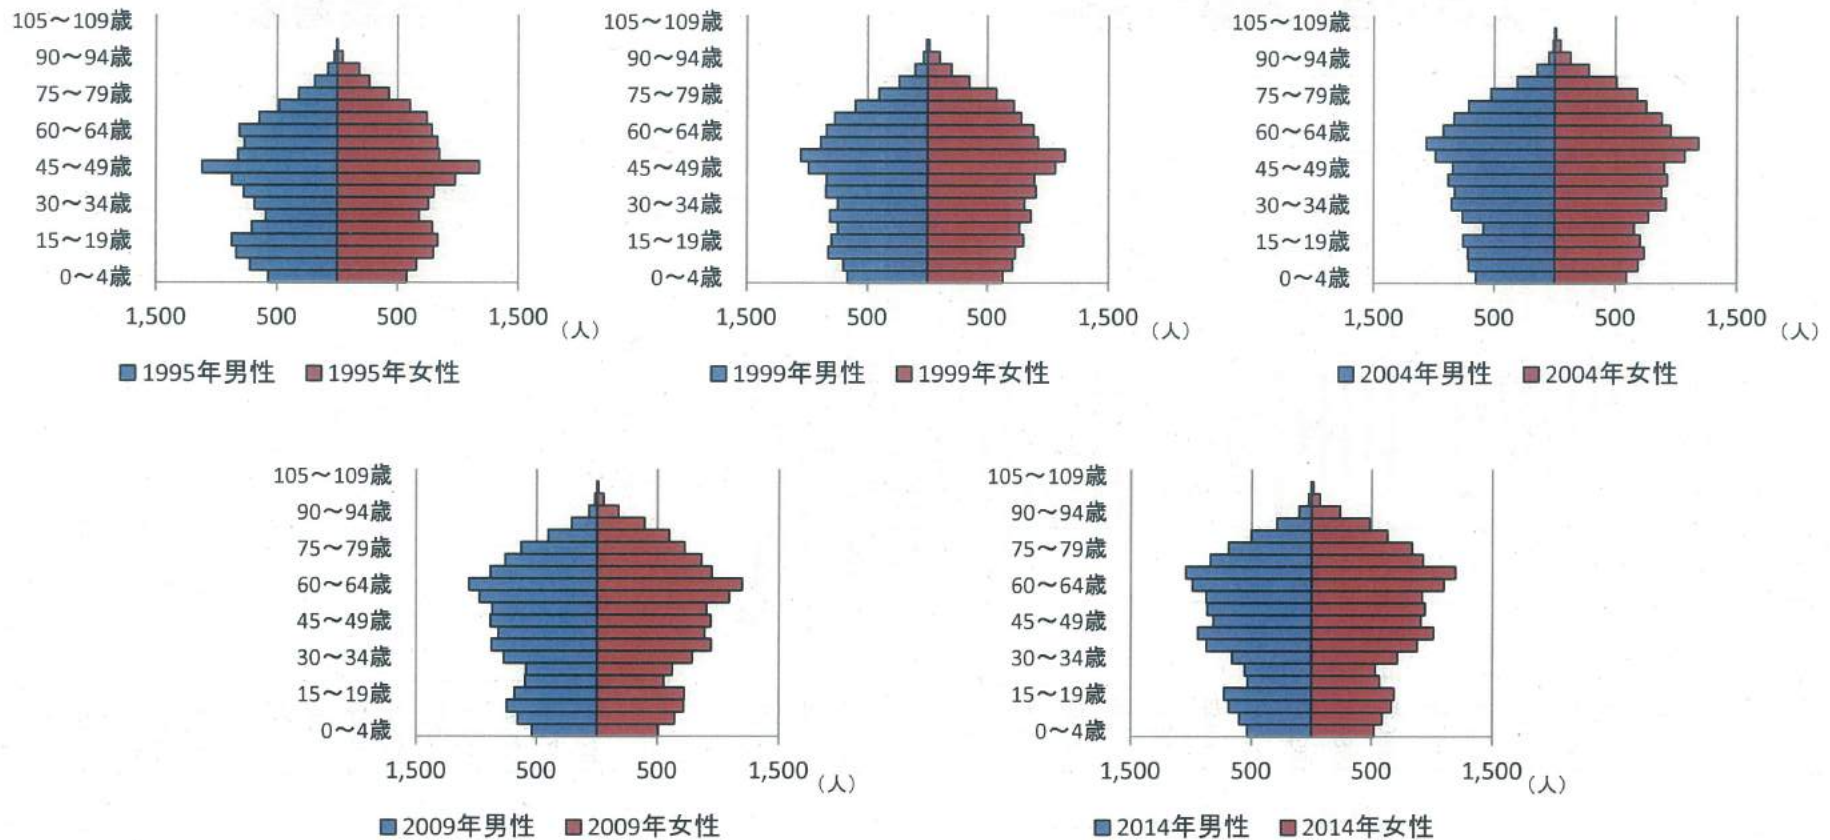 105～109歳
90～94歳
75～79歳
60～64歳
45～49歳
30～34歳
15～19歳
0～4歳
1,500 500 500 1,500 （人）
■1995年男性 ■1995年女性
105～109歳
90～94歳
75～79歳
60～64歳
45～49歳
30～34歳
15～19歳
0～4歳
1,500 500 500 1,500 （人）
■1999年男性 ■1999年女性
105～109歳
90～94歳
75～79歳
60～64歳
45～49歳
30～34歳
15～19歳
0～4歳
1,500 500 500 1,500 （人）
■2004年男性 ■2004年女性
105～109歳
90～94歳
75～79歳
60～64歳
45～49歳
30～34歳
15～19歳
0～4歳
1,500 500 500 1,500 （人）
■2009年男性 ■2009年女性
105～109歳
90～94歳
75～79歳
60～64歳
45～49歳
30～34歳
15～19歳
0～4歳
1,500 500 500 1,500 （人）
■2014年男性 ■2014年女性